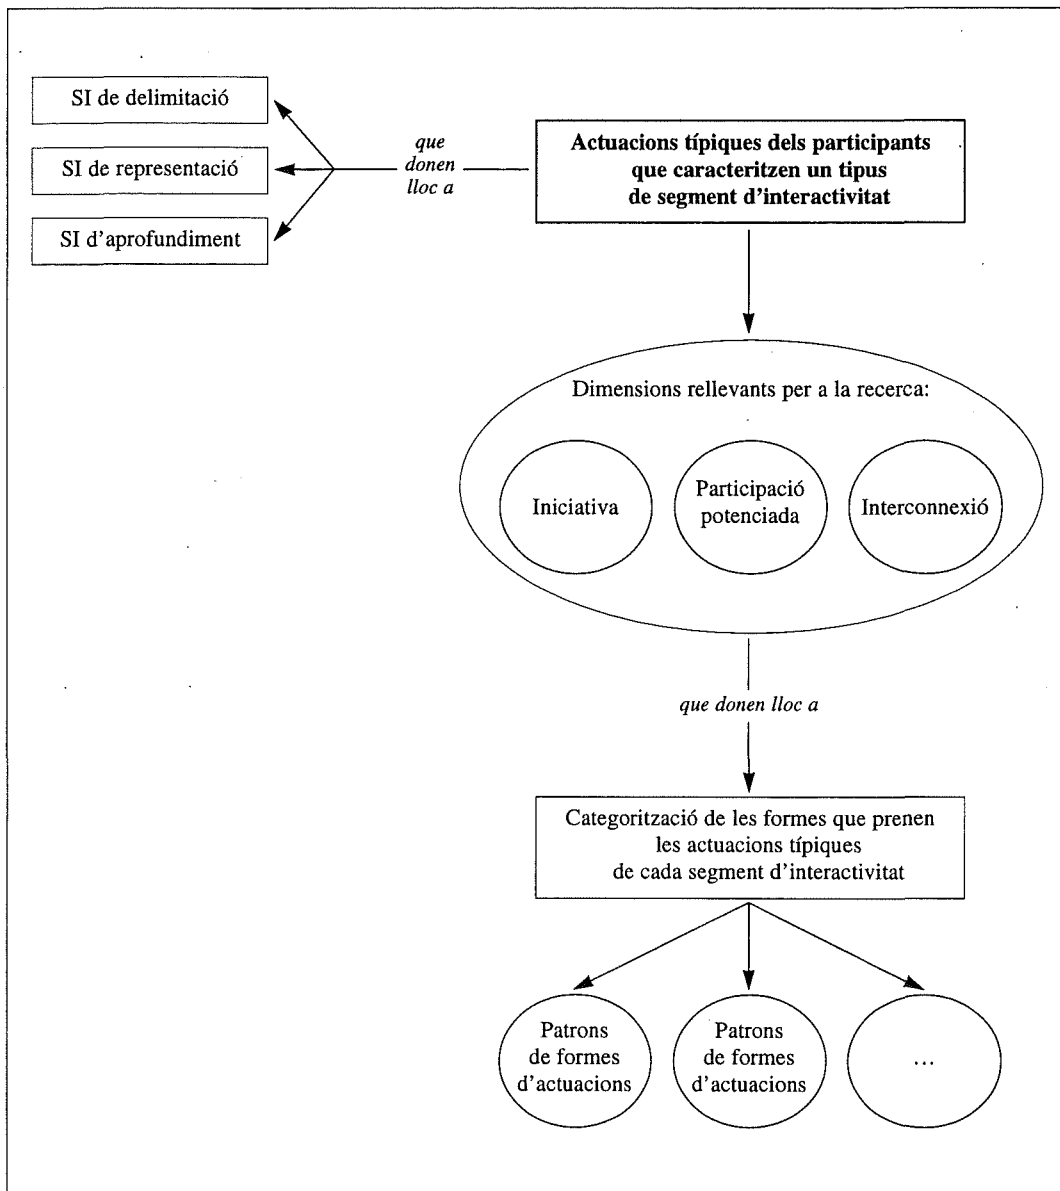 SI de delimitació
SI de representació
SI d’aprofundiment
que
donen
lloc a
Actuacions típiques dels participants
que caracteritzen un tipus
de segment d’interactivitat
Dimensions rellevants per a la recerca:
Iniciativa
Participació
potenciada
Interconnexió
que donen lloc a
Categorització de les formes que prenen
les actuacions típiques
de cada segment d’interactivitat
Patrons
de formes
d’actuacions
Patrons
de formes
d’actuacions
…